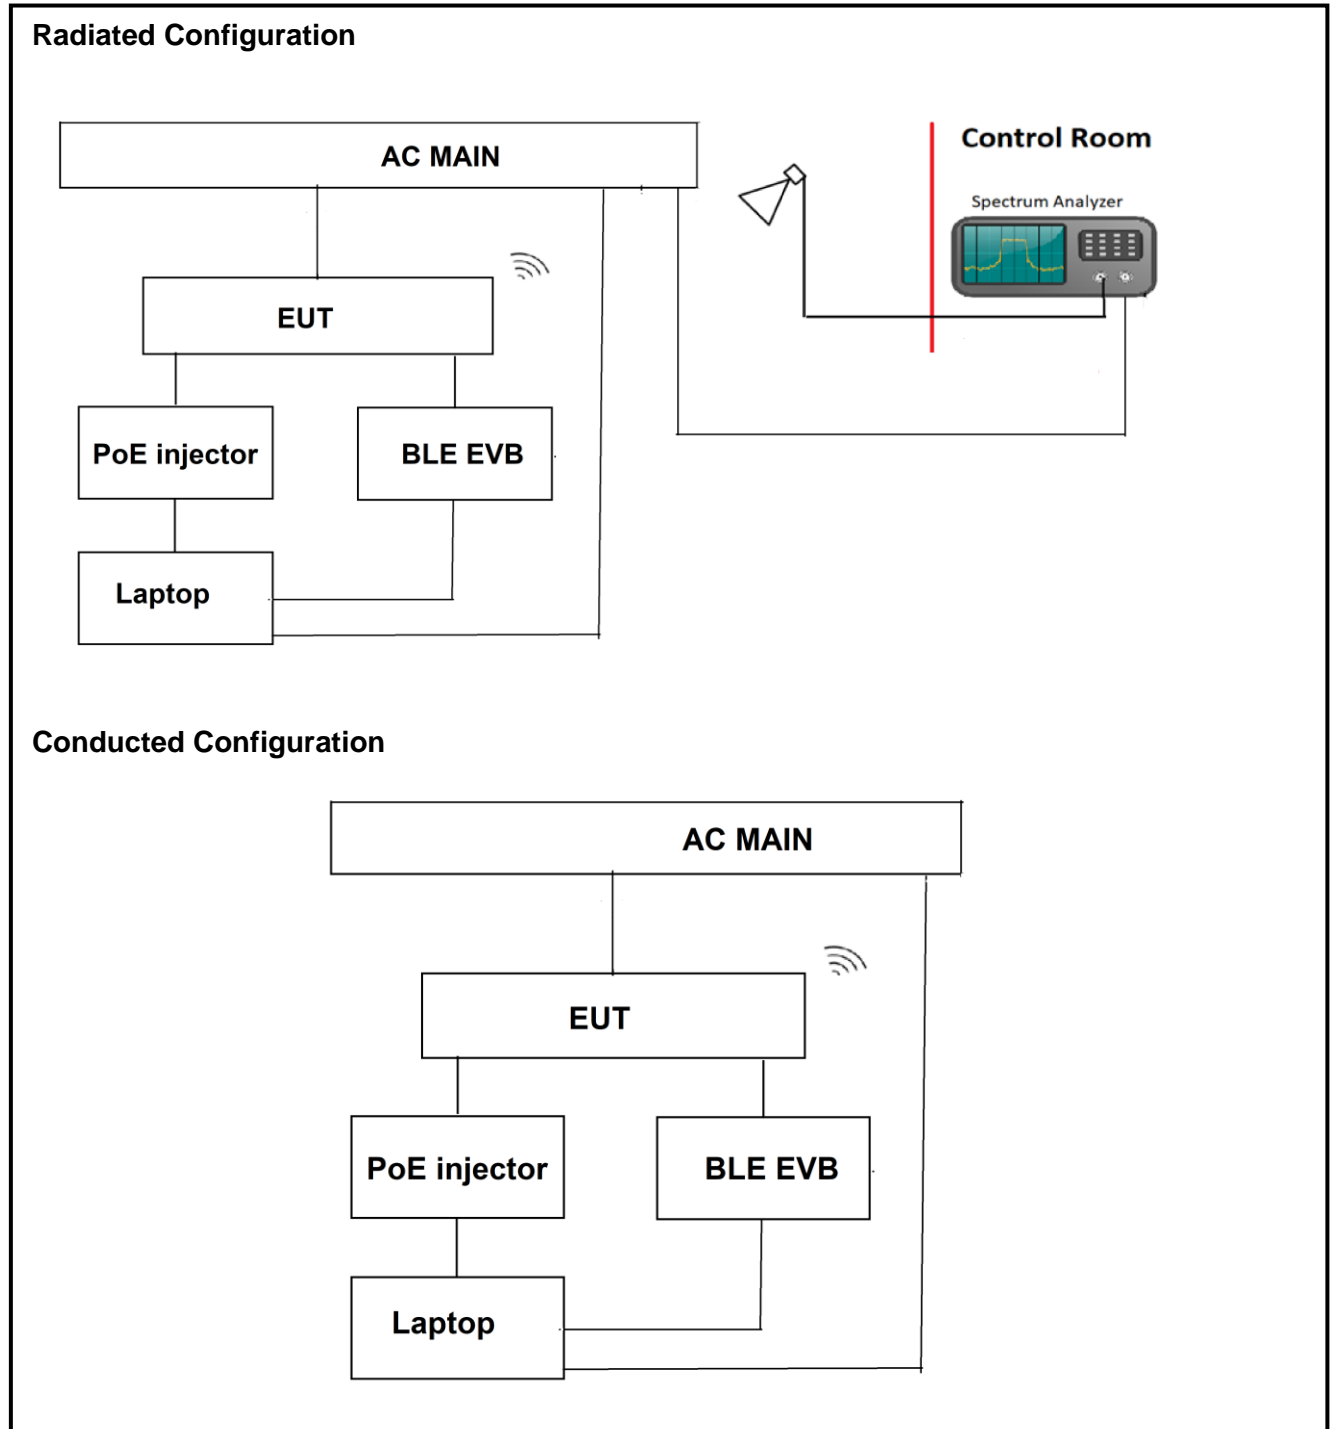 Radiated Configuration
AC MAIN
Control Room
Spectrum Analyzer
EUT
PoE injector
BLE EVB
Laptop
Conducted Configuration
AC MAIN
EUT
PoE injector
BLE EVB
Laptop